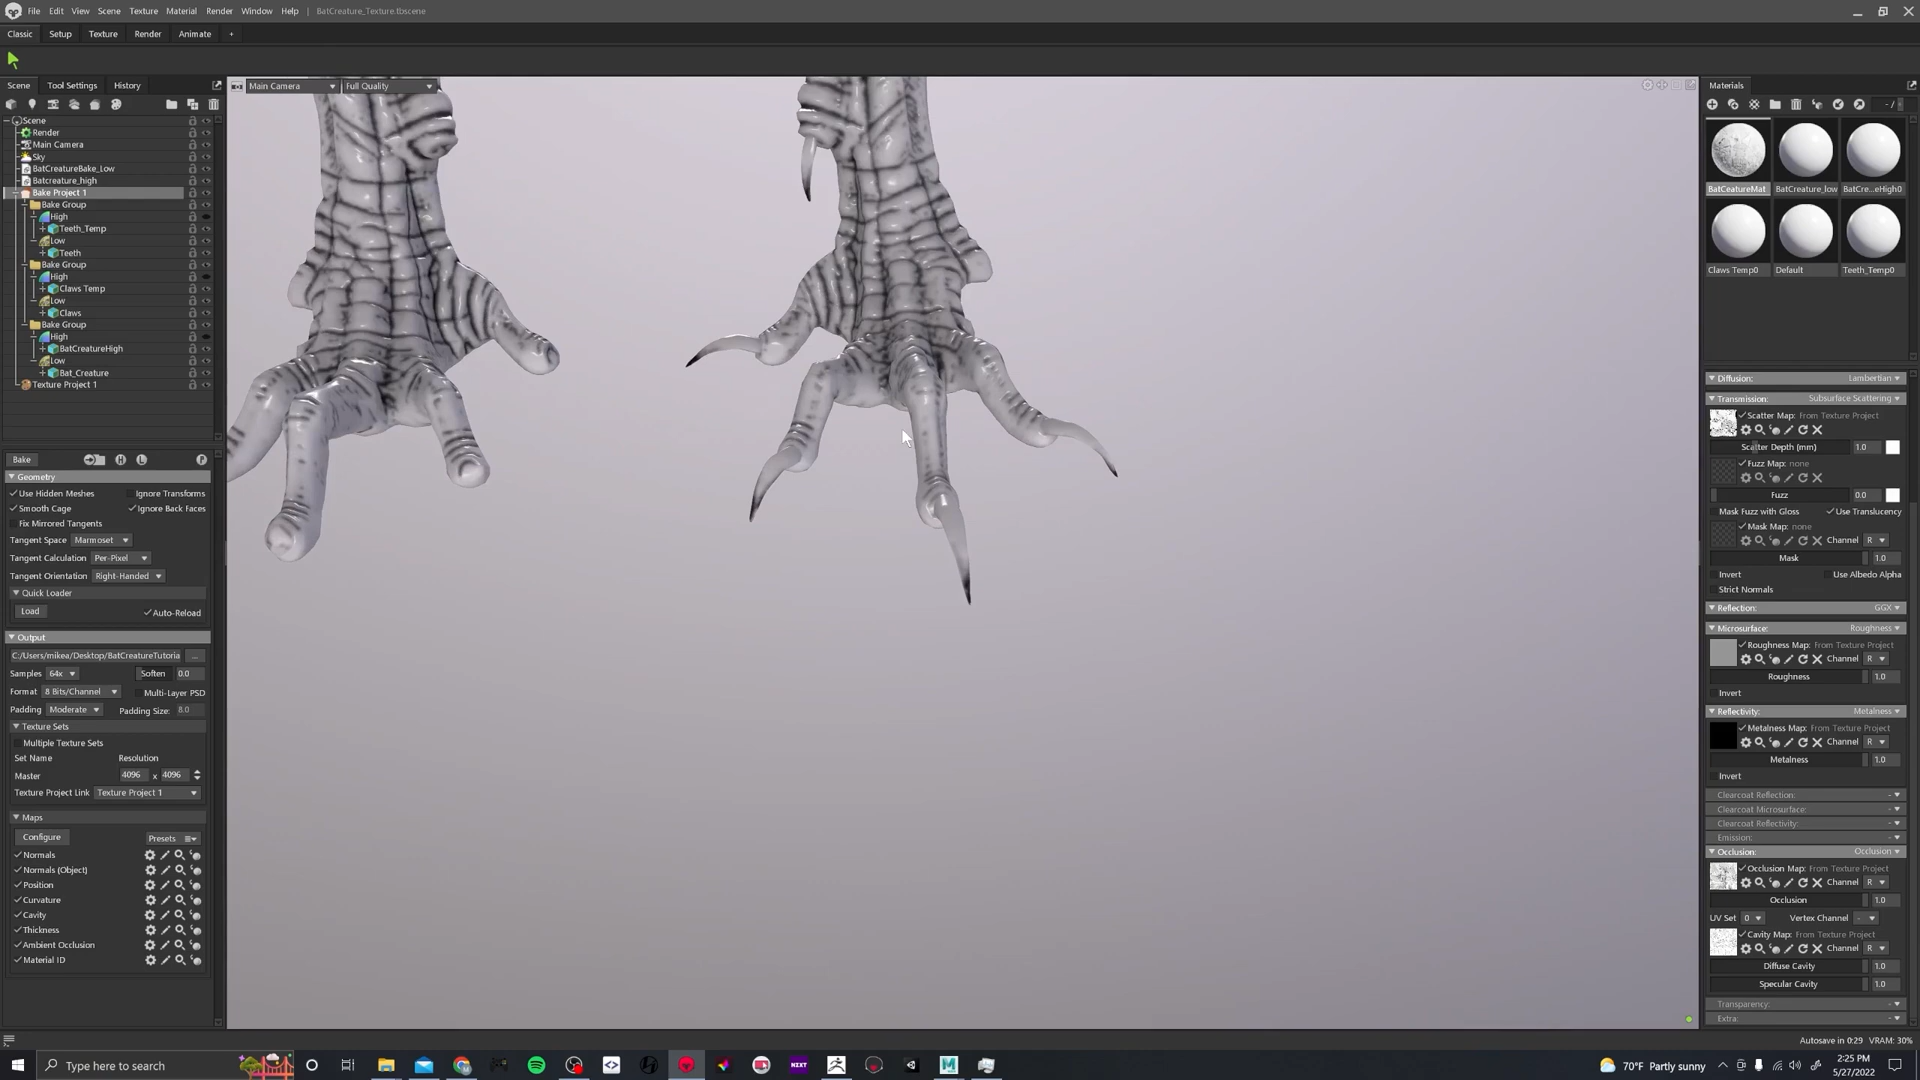 File Edit View Scene Texture Material Render Window Help BatCreature_Texture.tbscene
Classic Setup Texture Render Animate +
Scene Tool Settings History
Main Camera Full Quality
Materials
Scene
Render
Main Camera
Sky
BatCreatureBake_Low
Batcreature_high
Bake Project 1
Bake Group
High
Teeth_Temp
Low
Teeth
Bake Group
High
Claws Temp
Low
Claws
Bake Group
High
BatCreatureHigh
Low
Bat_Creature
Texture Project 1
Bake H L P
Geometry
Use Hidden Meshes Ignore Transforms
Smooth Cage Ignore Back Faces
Fix Mirrored Tangents
Tangent Space Marmoset
Tangent Calculation Per-Pixel
Tangent Orientation Right-Handed
Quick Loader
Load Auto-Reload
Output
C:/Users/mikea/Desktop/BatCreatureTutoria ...
Samples 64x Soften 0.0
Format 8 Bits/Channel Multi-Layer PSD
Padding Moderate Padding Size: 8.0
Texture Sets
Multiple Texture Sets
Set Name Resolution
Master 4096 x 4096
Texture Project Link Texture Project 1
Maps
Configure Presets
Normals
Normals (Object)
Position
Curvature
Cavity
Thickness
Ambient Occlusion
Material ID
BatCeatureMat BatCreature_low BatCre...eHigh0
Claws Temp0 Default Teeth_Temp0
Diffusion: Lambertian
Transmission: Subsurface Scattering
Scatter Map: From Texture Project
Scatter Depth (mm) 1.0
Fuzz Map: none
Fuzz 0.0
Mask Fuzz with Gloss Use Translucency
Mask Map: none
Channel R
Mask 1.0
Invert Use Albedo Alpha
Strict Normals
Reflection: GGX
Microsurface: Roughness
Roughness Map: From Texture Project
Channel R
Roughness 1.0
Invert
Reflectivity: Metalness
Metalness Map: From Texture Project
Channel R
Metalness 1.0
Invert
Clearcoat Reflection:
Clearcoat Microsurface:
Clearcoat Reflectivity:
Emission:
Occlusion: Occlusion
Occlusion Map: From Texture Project
Channel R
Occlusion 1.0
UV Set 0 Vertex Channel -
Cavity Map: From Texture Project
Channel R
Diffuse Cavity 1.0
Specular Cavity 1.0
Transparency:
Extra:
Autosave in 0:29 VRAM: 30%
Type here to search
NZXT
70°F Partly sunny
2:25 PM
5/27/2022